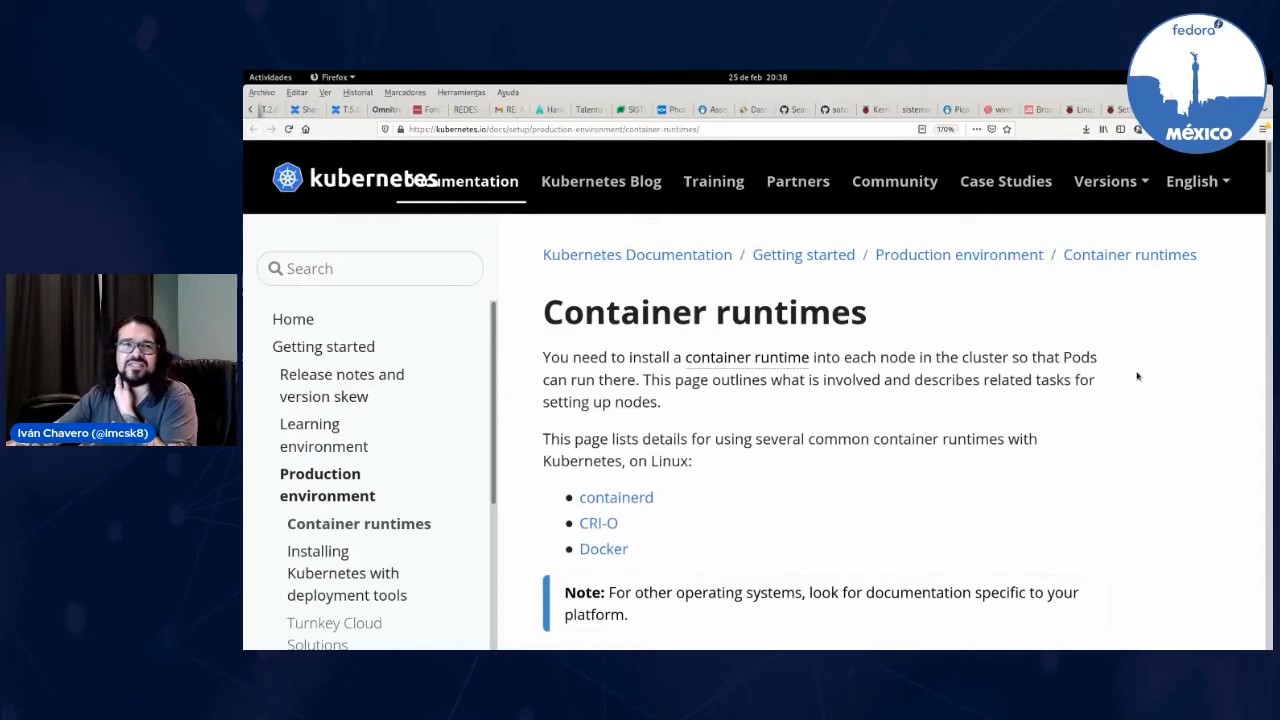 fedora
MÉXICO
Actividades Firefox 25 de feb 20:38
Archivo Editar Ver Historial Marcadores Herramientas Ayuda
REDES Talento
https://kubernetes.io/docs/setup/production-environment/container-runtimes/ 170%
kubernetes Documentation Kubernetes Blog Training Partners Community Case Studies Versions English
Search
Home
Getting started
Release notes and
version skew
Learning
environment
Production
environment
Container runtimes
Installing
Kubernetes with
deployment tools
Turnkey Cloud
Solutions
Kubernetes Documentation / Getting started / Production environment / Container runtimes
Container runtimes
You need to install a container runtime into each node in the cluster so that Pods
can run there. This page outlines what is involved and describes related tasks for
setting up nodes.
This page lists details for using several common container runtimes with
Kubernetes, on Linux:
containerd
CRI-O
Docker
Note: For other operating systems, look for documentation specific to your
platform.
Iván Chavero (@imcsk8)